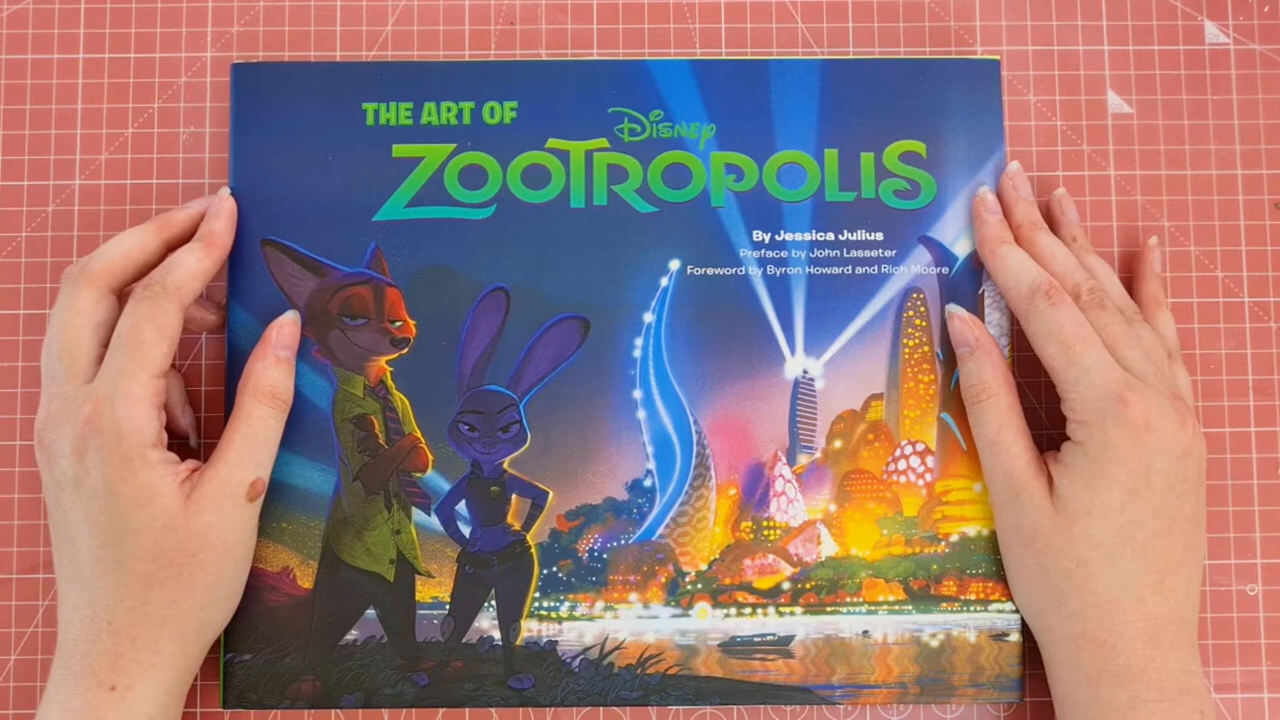 THE ART OF
Disney
ZOOTROPOLIS
By Jessica Julius
Preface by John Lasseter
Foreword by Byron Howard and Rich Moore